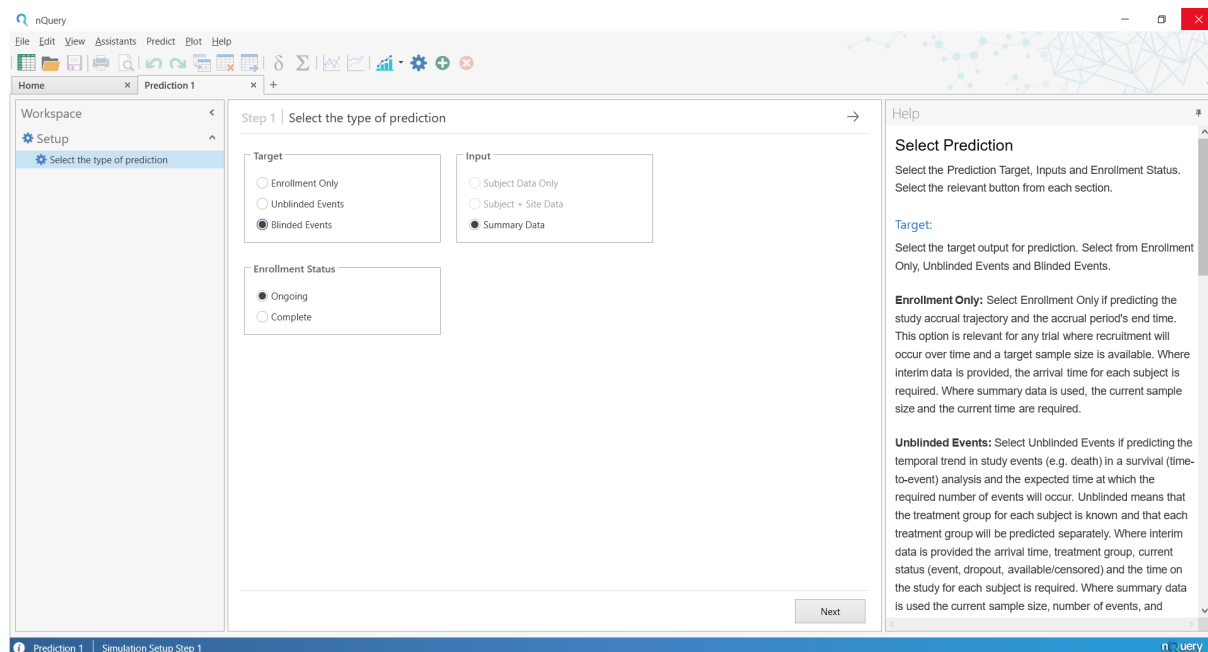 nQuery
File Edit View Assistants Predict Plot Help
Home × Prediction 1 × +
Workspace
Setup
Select the type of prediction
Step 1 | Select the type of prediction
Target
Enrollment Only
Unblinded Events
Blinded Events
Input
Subject Data Only
Subject + Site Data
Summary Data
Enrollment Status
Ongoing
Complete
Next
Help
Select Prediction
Select the Prediction Target, Inputs and Enrollment Status.
Select the relevant button from each section.
Target:
Select the target output for prediction. Select from Enrollment
Only, Unblinded Events and Blinded Events.
Enrollment Only: Select Enrollment Only if predicting the
study accrual trajectory and the accrual period's end time.
This option is relevant for any trial where recruitment will
occur over time and a target sample size is available. Where
interim data is provided, the arrival time for each subject is
required. Where summary data is used, the current sample
size and the current time are required.
Unblinded Events: Select Unblinded Events if predicting the
temporal trend in study events (e.g. death) in a survival (time-
to-event) analysis and the expected time at which the
required number of events will occur. Unblinded means that
the treatment group for each subject is known and that each
treatment group will be predicted separately. Where interim
data is provided the arrival time, treatment group, current
status (event, dropout, available/censored) and the time on
the study for each subject is required. Where summary data
is used the current sample size, number of events, and
Prediction 1 | Simulation Setup Step 1
nQuery